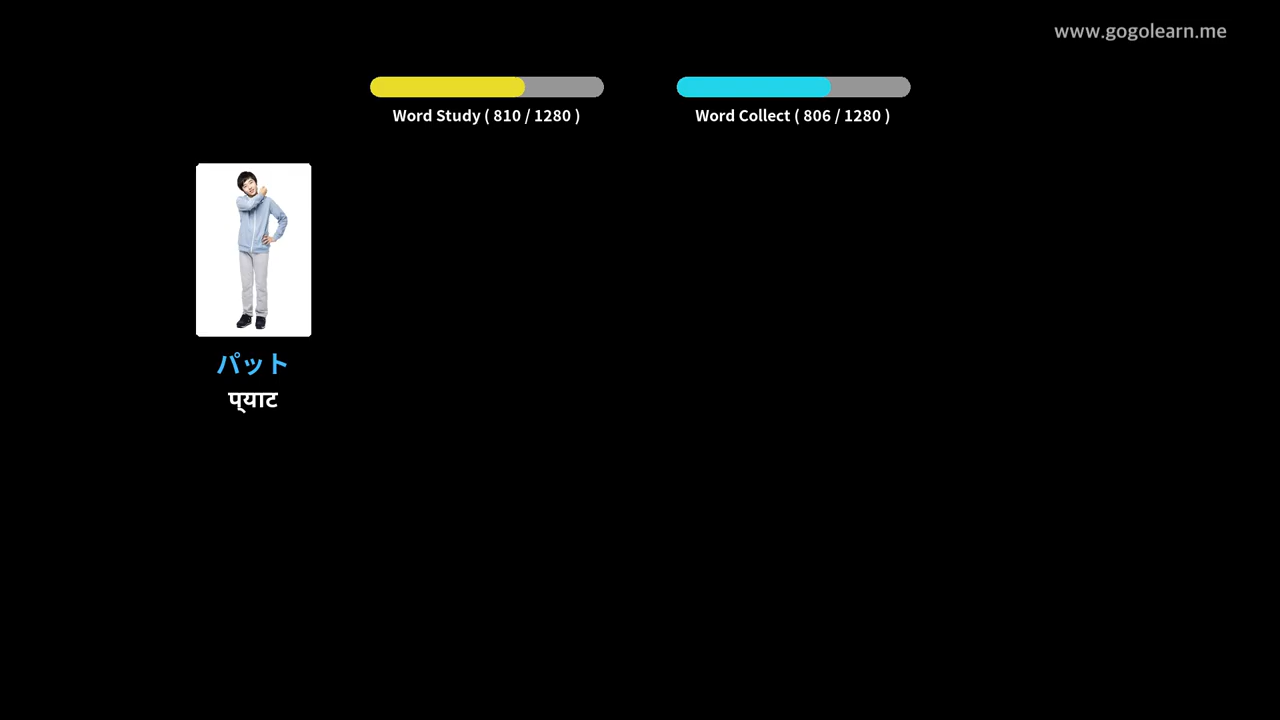 www.gogolearn.me
Word Study ( 810 / 1280 )
Word Collect ( 806 / 1280 )
パット
प्याट